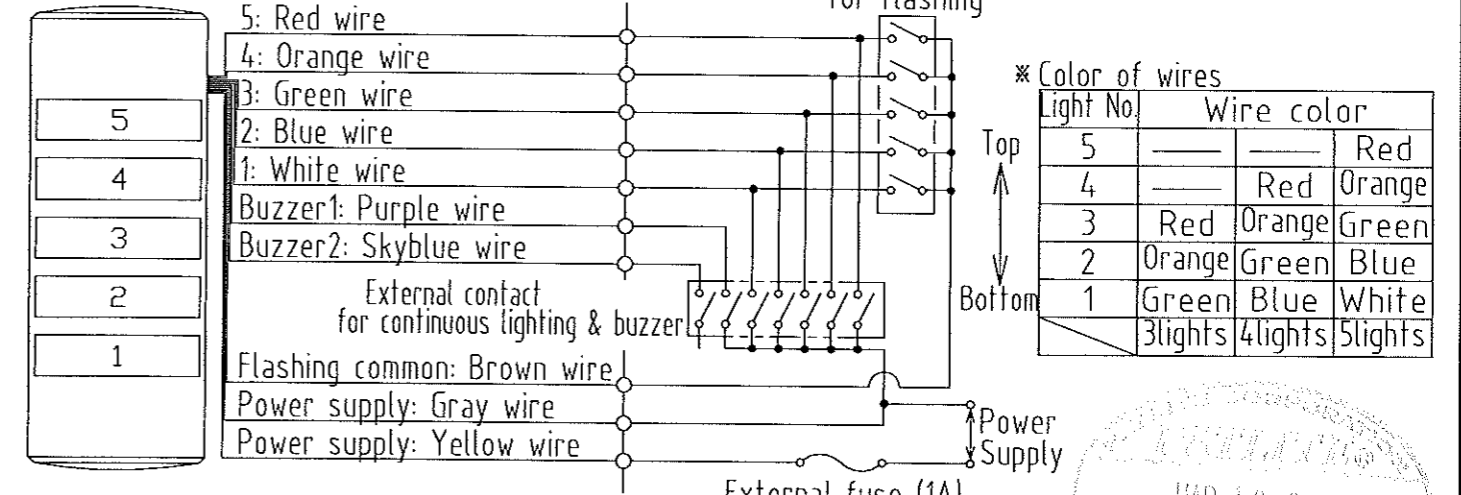 for flashing
5: Red wire
4: Orange wire
3: Green wire
2: Blue wire
1: White wire
Buzzer1: Purple wire
Buzzer2: Skyblue wire
External contact
for continuous lighting & buzzer
Flashing common: Brown wire
Power supply: Gray wire
Power supply: Yellow wire
External fuse (1A)
Power
Supply
5
4
3
2
1
Top
Bottom
※ Color of wires
Light No. Wire color
5 — — Red
4 — Red Orange
3 Red Orange Green
2 Orange Green Blue
1 Green Blue White
3lights 4lights 5lights